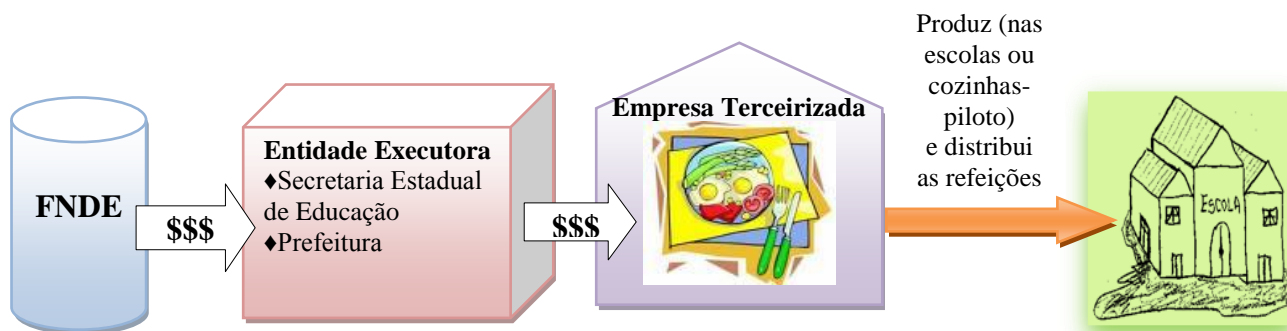 FNDE
$$$
Entidade Executora
♦Secretaria Estadual
de Educação
♦Prefeitura
$$$
Empresa Terceirizada
Produz (nas
escolas ou
cozinhas-
piloto)
e distribui
as refeições
ESCOLA